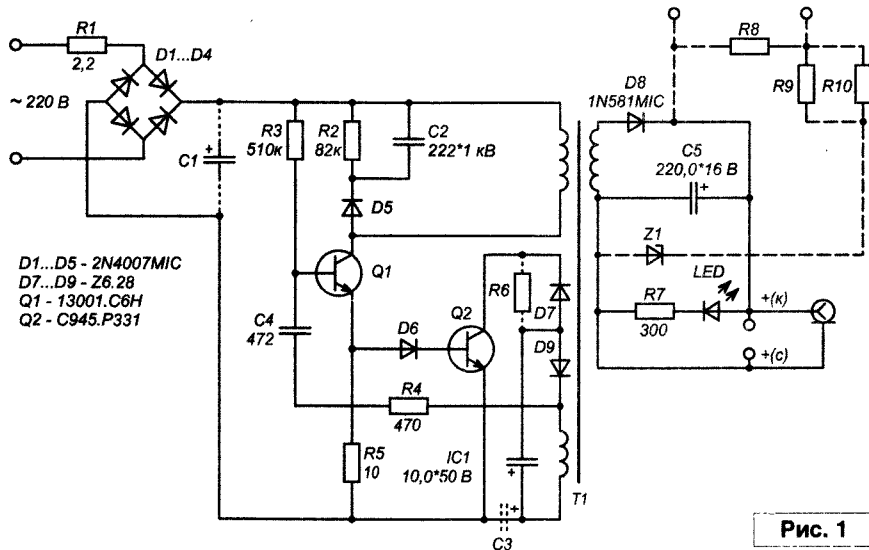 R1
2,2
D1...D4
~ 220 В
C1
R3
510к
R2
82к
C2
222*1 кВ
D5
Q1
D8
1N581MIC
R8
R9
R10
C5
220,0*16 В
Z1
LED
R7
300
+(к)
+(с)
D1...D5 - 2N4007MIC
D7...D9 - Z6.28
Q1 - 13001.C6H
Q2 - C945.P331
C4
472
D6
Q2
R6
D7
D9
R4
470
R5
10
IC1
10,0*50 В
C3
T1
Рис. 1